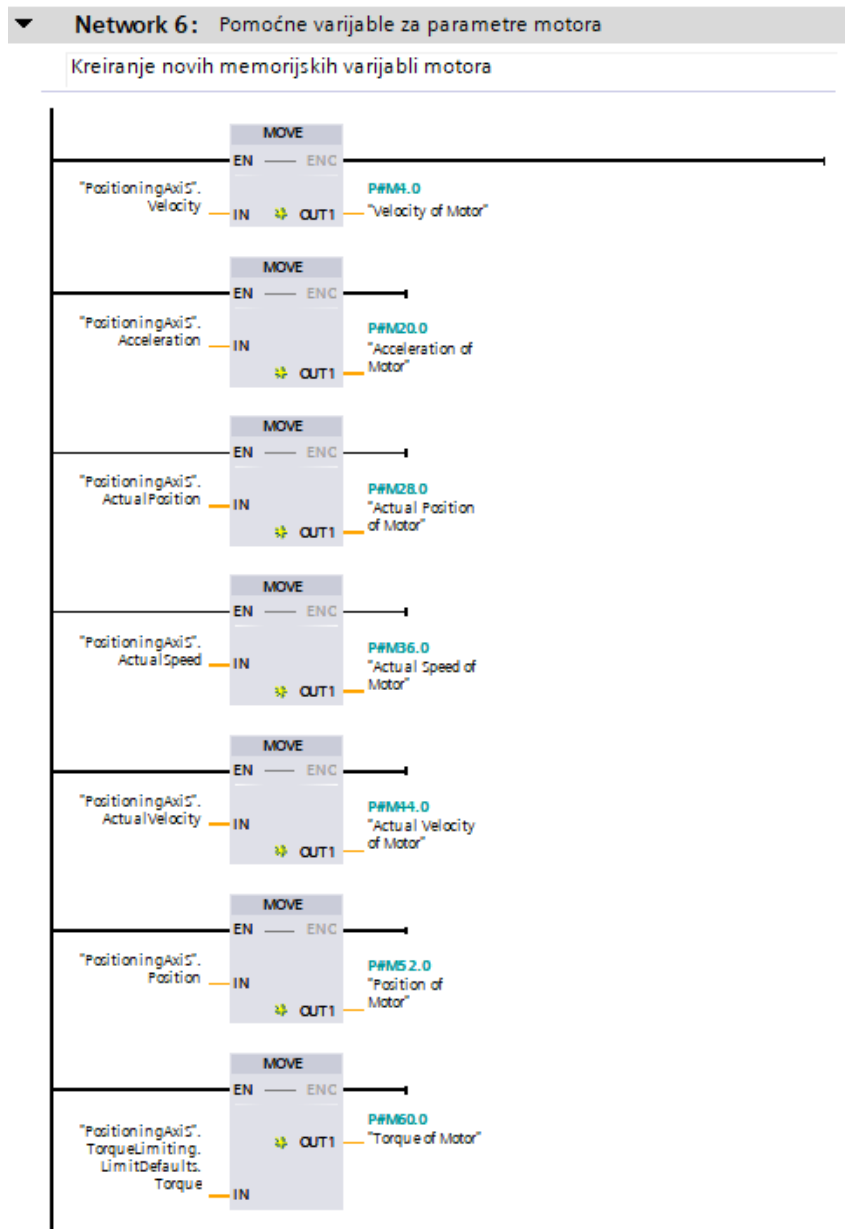 Network 6: Pomoćne varijable za parametre motora
Kreiranje novih memorijskih varijabli motora
MOVE
EN ENO
"PositioningAxiS".
Velocity
IN OUT1
P#M4.0
"Velocity of Motor"
MOVE
EN ENO
"PositioningAxiS".
Acceleration
IN
OUT1
P#M20.0
"Acceleration of
Motor"
MOVE
EN ENO
"PositioningAxiS".
ActualPosition
IN
OUT1
P#M28.0
"Actual Position
of Motor"
MOVE
EN ENO
"PositioningAxiS".
ActualSpeed
IN
OUT1
P#M36.0
"Actual Speed of
Motor"
MOVE
EN ENO
"PositioningAxiS".
ActualVelocity
IN
OUT1
P#M44.0
"Actual Velocity
of Motor"
MOVE
EN ENO
"PositioningAxiS".
Position
IN
OUT1
P#M52.0
"Position of
Motor"
MOVE
EN ENO
"PositioningAxiS".
TorqueLimiting.
LimitDefaults.
Torque
IN
OUT1
P#M60.0
"Torque of Motor"